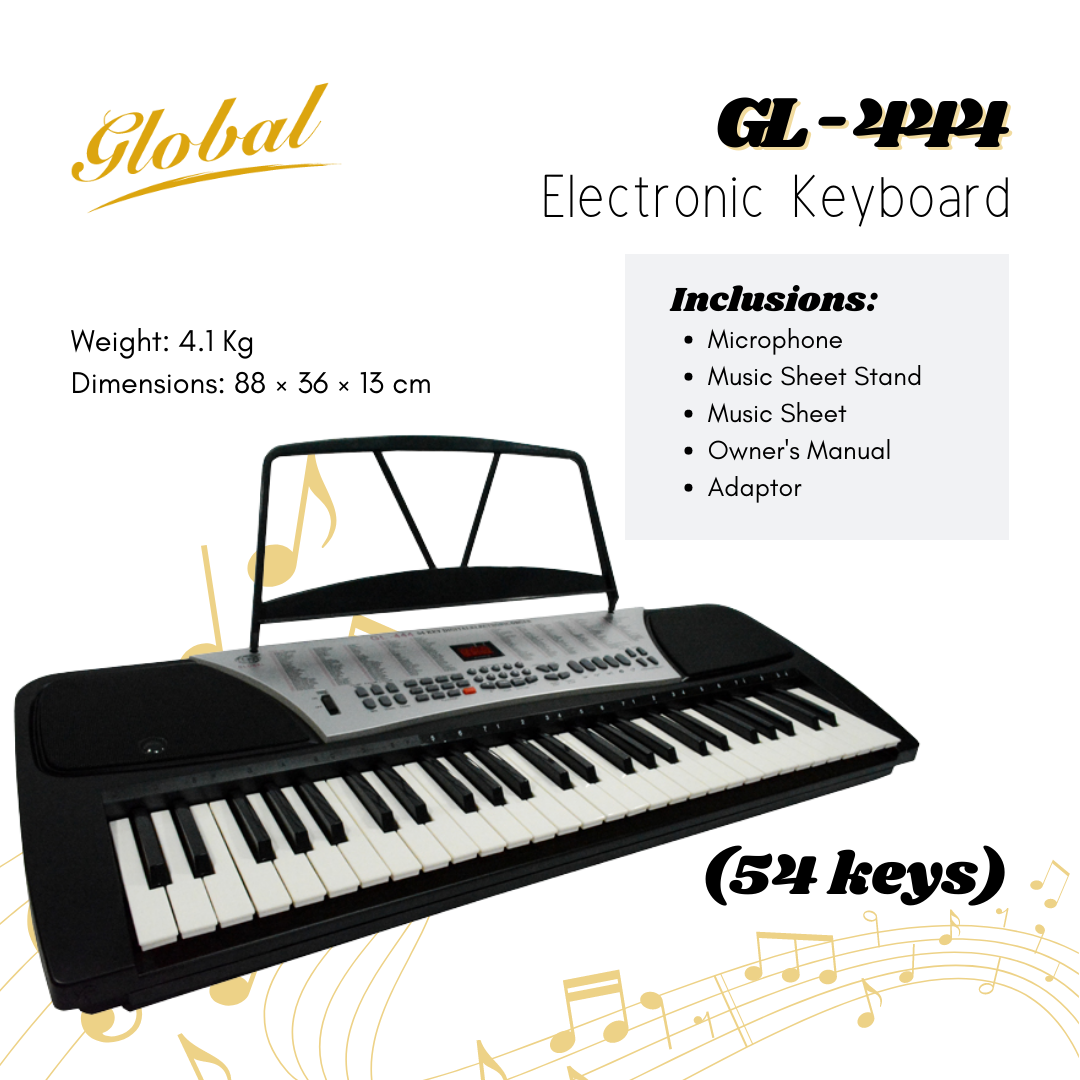 Global
GL-444
Electronic Keyboard
Weight: 4.1 Kg
Dimensions: 88 × 36 × 13 cm
Inclusions:
• Microphone
• Music Sheet Stand
• Music Sheet
• Owner's Manual
• Adaptor
(54 keys)